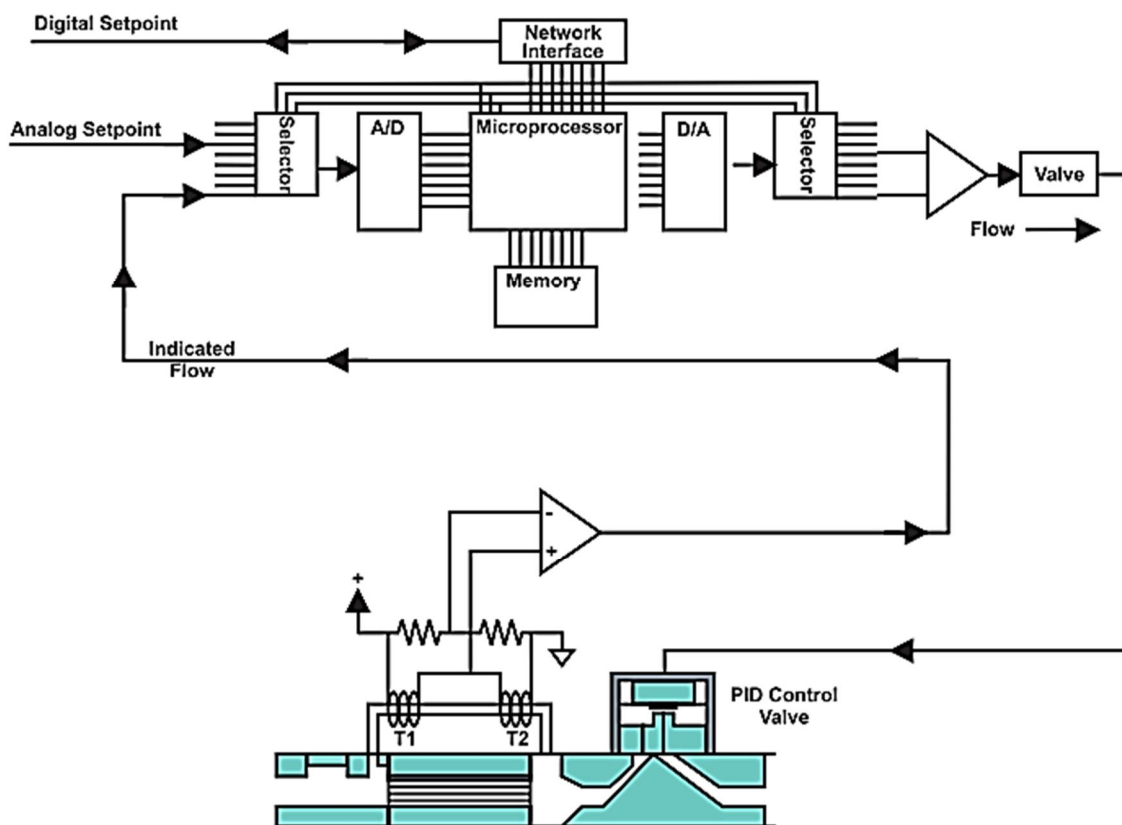 Digital Setpoint
Network
Interface
Analog Setpoint
Selector
A/D
Microprocessor
D/A
Selector
Valve
Flow
Memory
Indicated
Flow
-
+
+
T1
T2
PID Control
Valve